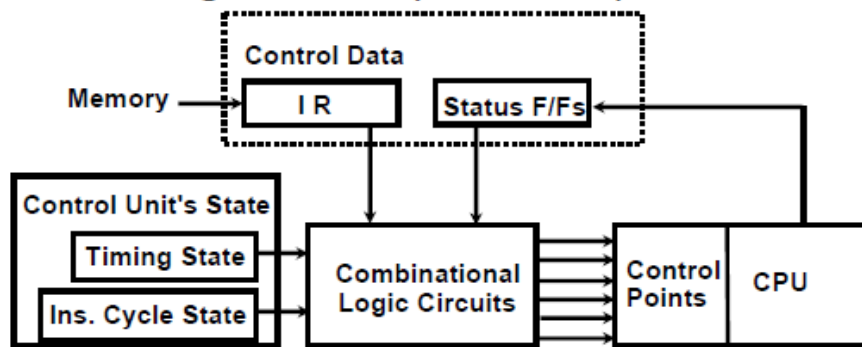 Control Data
Memory
I R
Status F/Fs
Control Unit's State
Timing State
Ins. Cycle State
Combinational
Logic Circuits
Control
Points
CPU